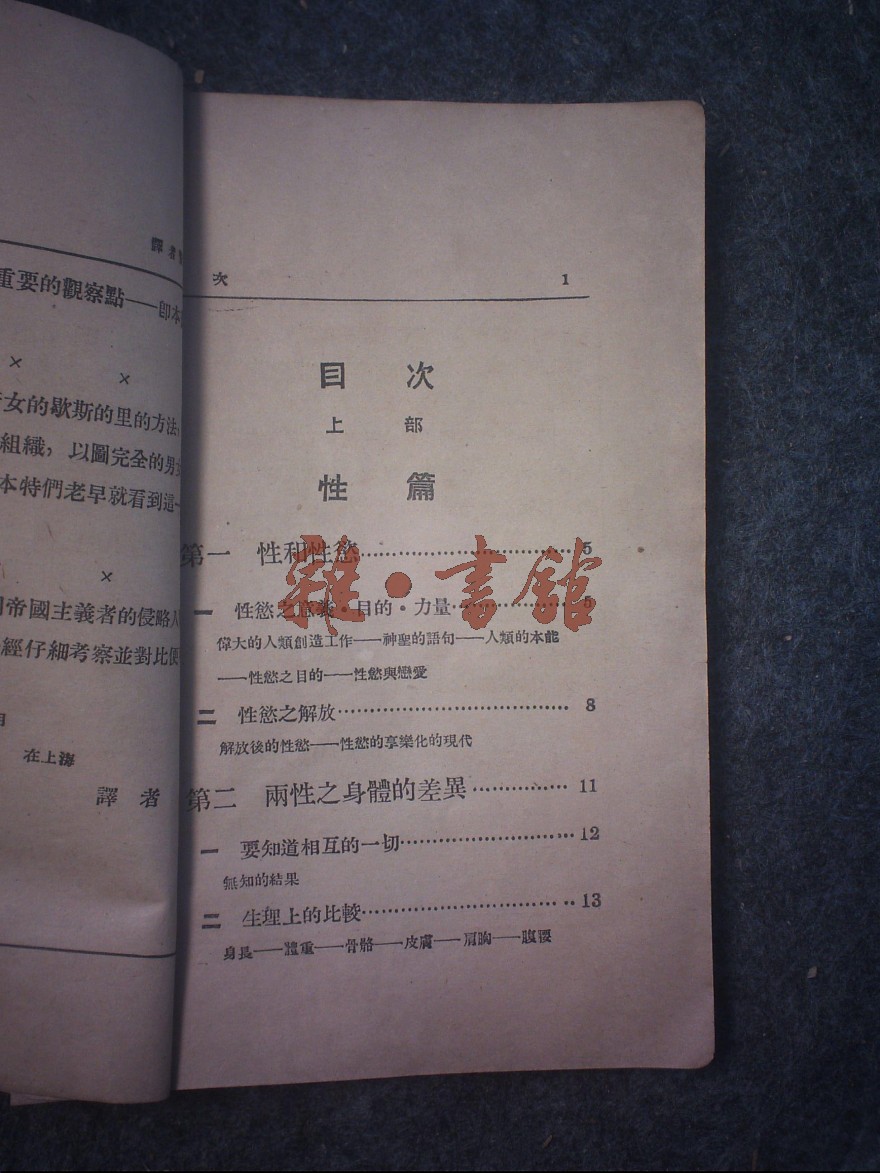 譯者
重要的觀察點——即本
× ×
女的歇斯的里的方法,
組織，以圖完全的男
本特們老早就看到這一
×
帝國主義者的侵略
經仔細考察並對比
月
在上海
譯者
次 1
目次
上部
性篇
第一 性和性慾 5
一 性慾之意義·目的·力量 5
偉大的人類創造工作——神聖的語句——人類的本能
——性慾之目的——性慾與戀愛
二 性慾之解放 8
解放後的性慾——性慾的享樂化的現代
第二 兩性之身體的差異 11
一 要知道相互的一切 12
無知的結果
二 生理上的比較 13
身長——體重——骨骼——皮膚——肩胸——腹腰
雜·書館